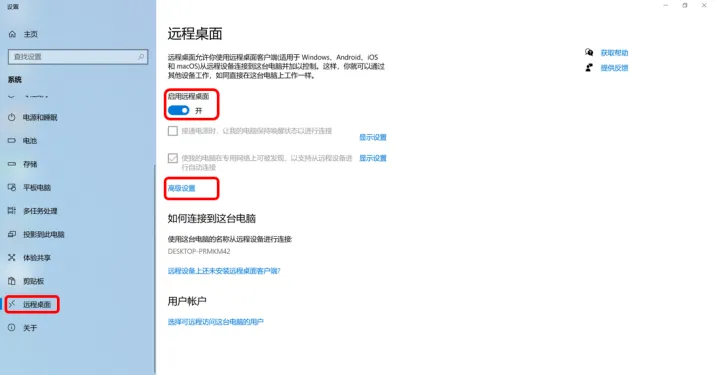 设置
主页
查找设置
系统
电源和睡眠
电池
存储
平板电脑
多任务处理
投影到此电脑
体验共享
剪贴板
远程桌面
关于
远程桌面
远程桌面允许你使用远程桌面客户端(适用于 Windows、Android、iOS
和 macOS)从远程设备连接到这台电脑并加以控制。这样，你就可以通过
其他设备工作，如同直接在这台电脑上工作一样。
启用远程桌面
开
接通电源时，让我的电脑保持唤醒状态以进行连接
显示设置
使我的电脑在专用网络上可被发现，以支持从远程设备进
行自动连接
显示设置
高级设置
如何连接到这台电脑
使用这台电脑的名称从远程设备进行连接:
DESKTOP-PRMKM42
远程设备上还未安装远程桌面客户端?
用户帐户
选择可远程访问这台电脑的用户
获取帮助
提供反馈